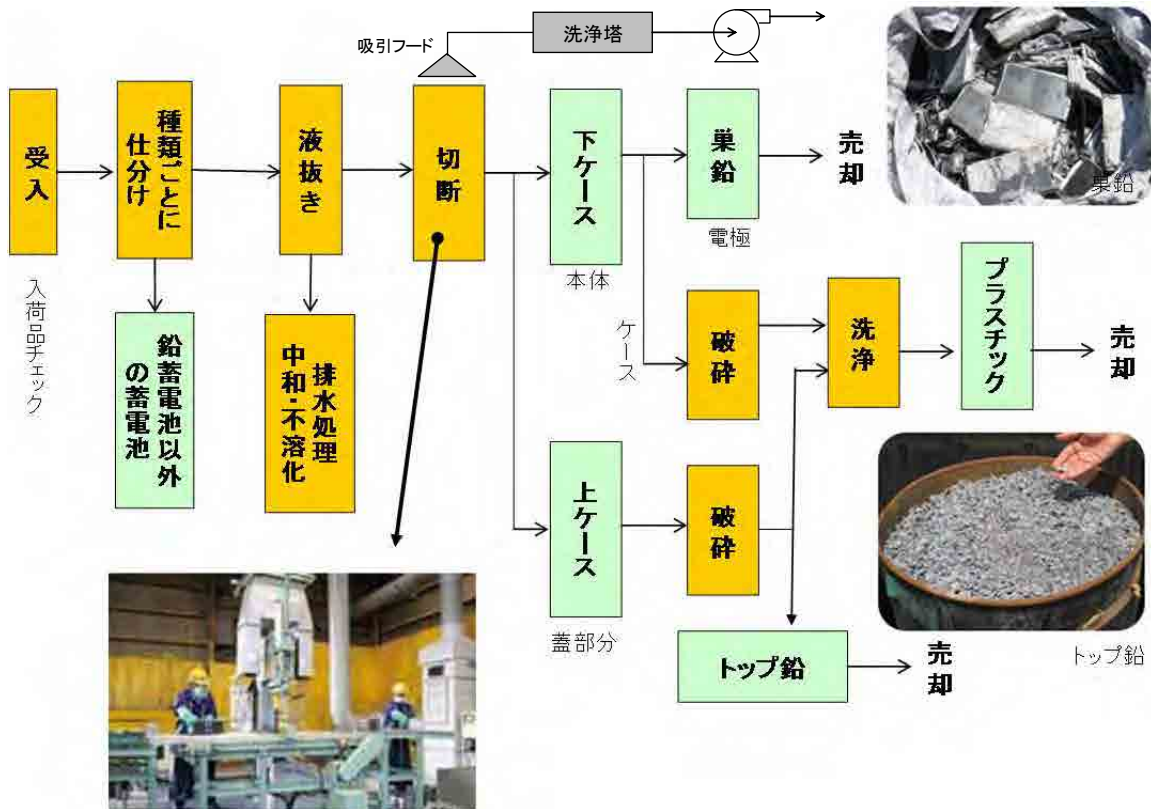 吸引フード
洗浄塔
受入
種類ごとに
仕分け
液抜き
切断
下ケース
巣鉛
売却
巣鉛
入荷品チェック
本体
電極
鉛蓄電池以外
の蓄電池
排水処理
中和・不溶化
ケース
破砕
洗浄
プラスチック
売却
上ケース
破砕
蓋部分
トップ鉛
売却
トップ鉛